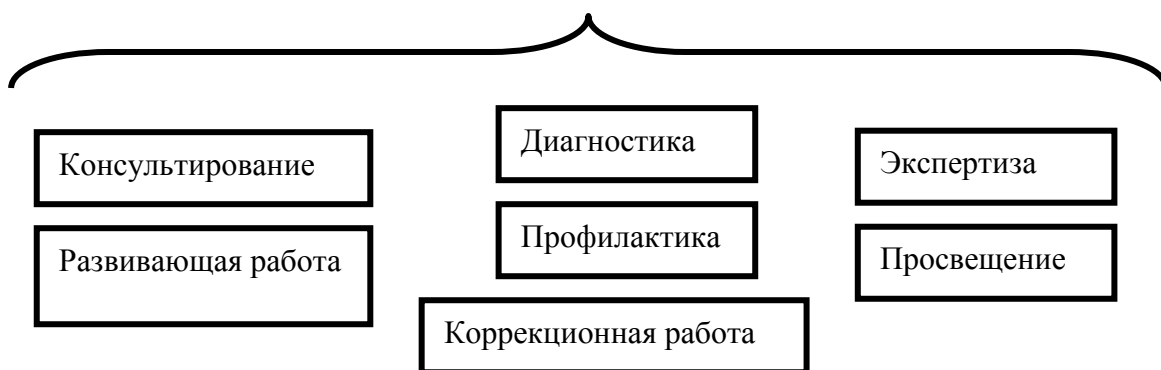 Консультирование
Развивающая работа
Диагностика
Профилактика
Коррекционная работа
Экспертиза
Просвещение